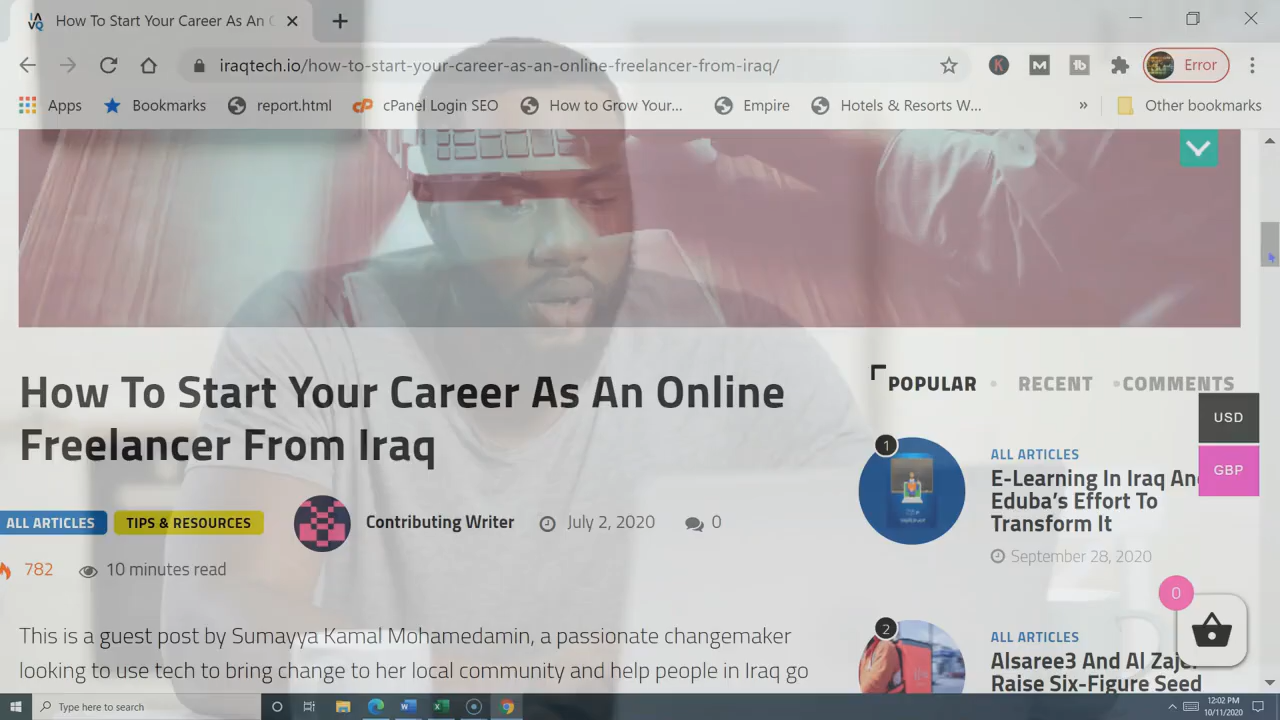 How To Start Your Career As An O
iraqtech.io/how-to-start-your-career-as-an-online-freelancer-from-iraq/
K
M
fb
Error
Apps
Bookmarks
report.html
cPanel Login SEO
How to Grow Your...
Empire
Hotels & Resorts W...
»
Other bookmarks
How To Start Your Career As An Online
Freelancer From Iraq
ALL ARTICLES
TIPS & RESOURCES
Contributing Writer
July 2, 2020
0
782
10 minutes read
This is a guest post by Sumayya Kamal Mohamedamin, a passionate changemaker
looking to use tech to bring change to her local community and help people in Iraq go
POPULAR
RECENT
COMMENTS
USD
GBP
1
ALL ARTICLES
E-Learning In Iraq And
Eduba's Effort To
Transform It
September 28, 2020
0
2
ALL ARTICLES
Alsaree3 And Al Zajel
Raise Six-Figure Seed
Type here to search
12:02 PM
10/11/2020